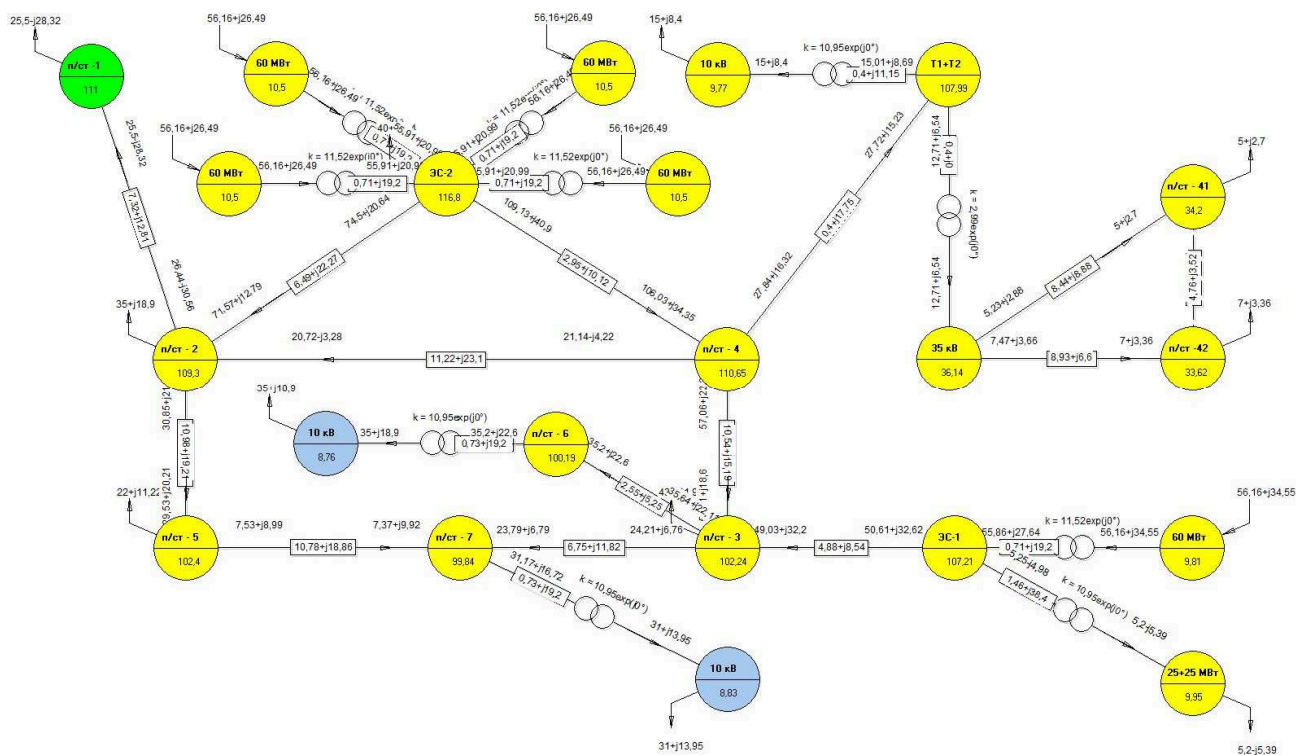 25,5-j28,32
п/ст -1
111
25,5-j28,32
7,32+j12,81
26,44-j30,56
56,16+j26,49
60 МВт
10,5
56,16+j26,49
0,71+j19,2
56,16+j26,49
60 МВт
10,5
0,71+j19,2
56,16+j26,49
60 МВт
10,5
56,16+j26,49
k = 11,52exp(j0°)
0,71+j19,2
ЭС-2
116,8
k = 11,52exp(j0°)
0,71+j19,2
56,16+j26,49
60 МВт
10,5
56,16+j26,49
74,5+j20,64
6,49+j22,27
71,57+j12,79
109,13+j40,9
2,95+j10,12
106,03+j34,35
15+j8,4
10 кВ
9,77
15+j8,4
k = 10,95exp(j0°)
15,01+j8,69
0,4+j11,15
Т1+Т2
107,99
27,72+j15,23
0,4+j17,75
27,84+j16,32
12,71+j6,54
0,4+j0
k = 2,99exp(j0°)
12,71+j6,54
5+j2,7
п/ст - 41
34,2
5+j2,7
8,44+j8,88
5,23+j2,88
4,76+j3,52
7+j3,36
35 кВ
36,14
7,47+j3,66
8,93+j6,6
7+j3,36
п/ст -42
33,62
35+j18,9
п/ст - 2
109,3
20,72-j3,28
11,22+j23,1
21,14-j4,22
п/ст - 4
110,65
10,98+j19,21
29,53+j20,21
10,54+j15,19
10 кВ
8,76
35+j18,9
k = 10,95exp(j0°)
35,2+j22,6
0,73+j19,2
п/ст - 6
100,19
35,2+j22,6
2,55+j5,25
22+j11,22
п/ст - 5
102,4
7,53+j8,99
10,78+j18,86
7,37+j9,92
п/ст - 7
99,84
23,79+j6,79
6,75+j11,82
24,21+j6,76
п/ст - 3
102,24
49,03+j32,2
4,88+j8,54
50,61+j32,62
ЭС-1
107,21
55,86+j27,64
0,71+j19,2
k = 11,52exp(j0°)
56,16+j34,55
60 МВт
9,81
56,16+j34,55
31,17+j16,72
0,73+j19,2
k = 10,95exp(j0°)
31+j13,95
10 кВ
8,83
31+j13,95
5,25-j4,98
1,46+j38,4
k = 10,95exp(j0°)
5,2-j5,39
25+25 МВт
9,95
5,2-j5,39